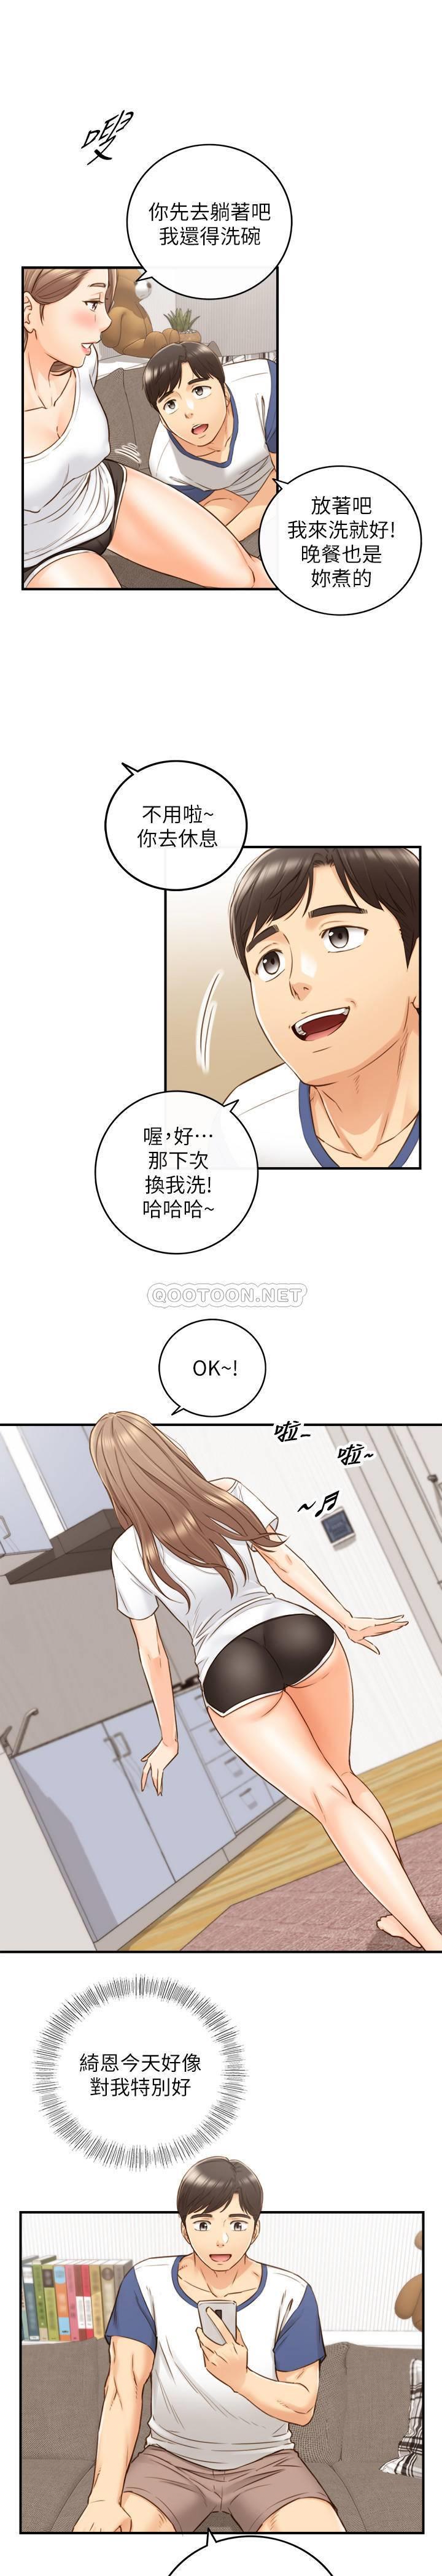 嗯
你先去躺著吧
我還得洗碗
放著吧
我來洗就好!
晚餐也是
妳煮的
不用啦~
你去休息
喔,好…
那下次
換我洗!
哈哈哈~
QOOTOON.NET
OK~!
啦~
啦~
~♬
綺恩今天好像
對我特別好